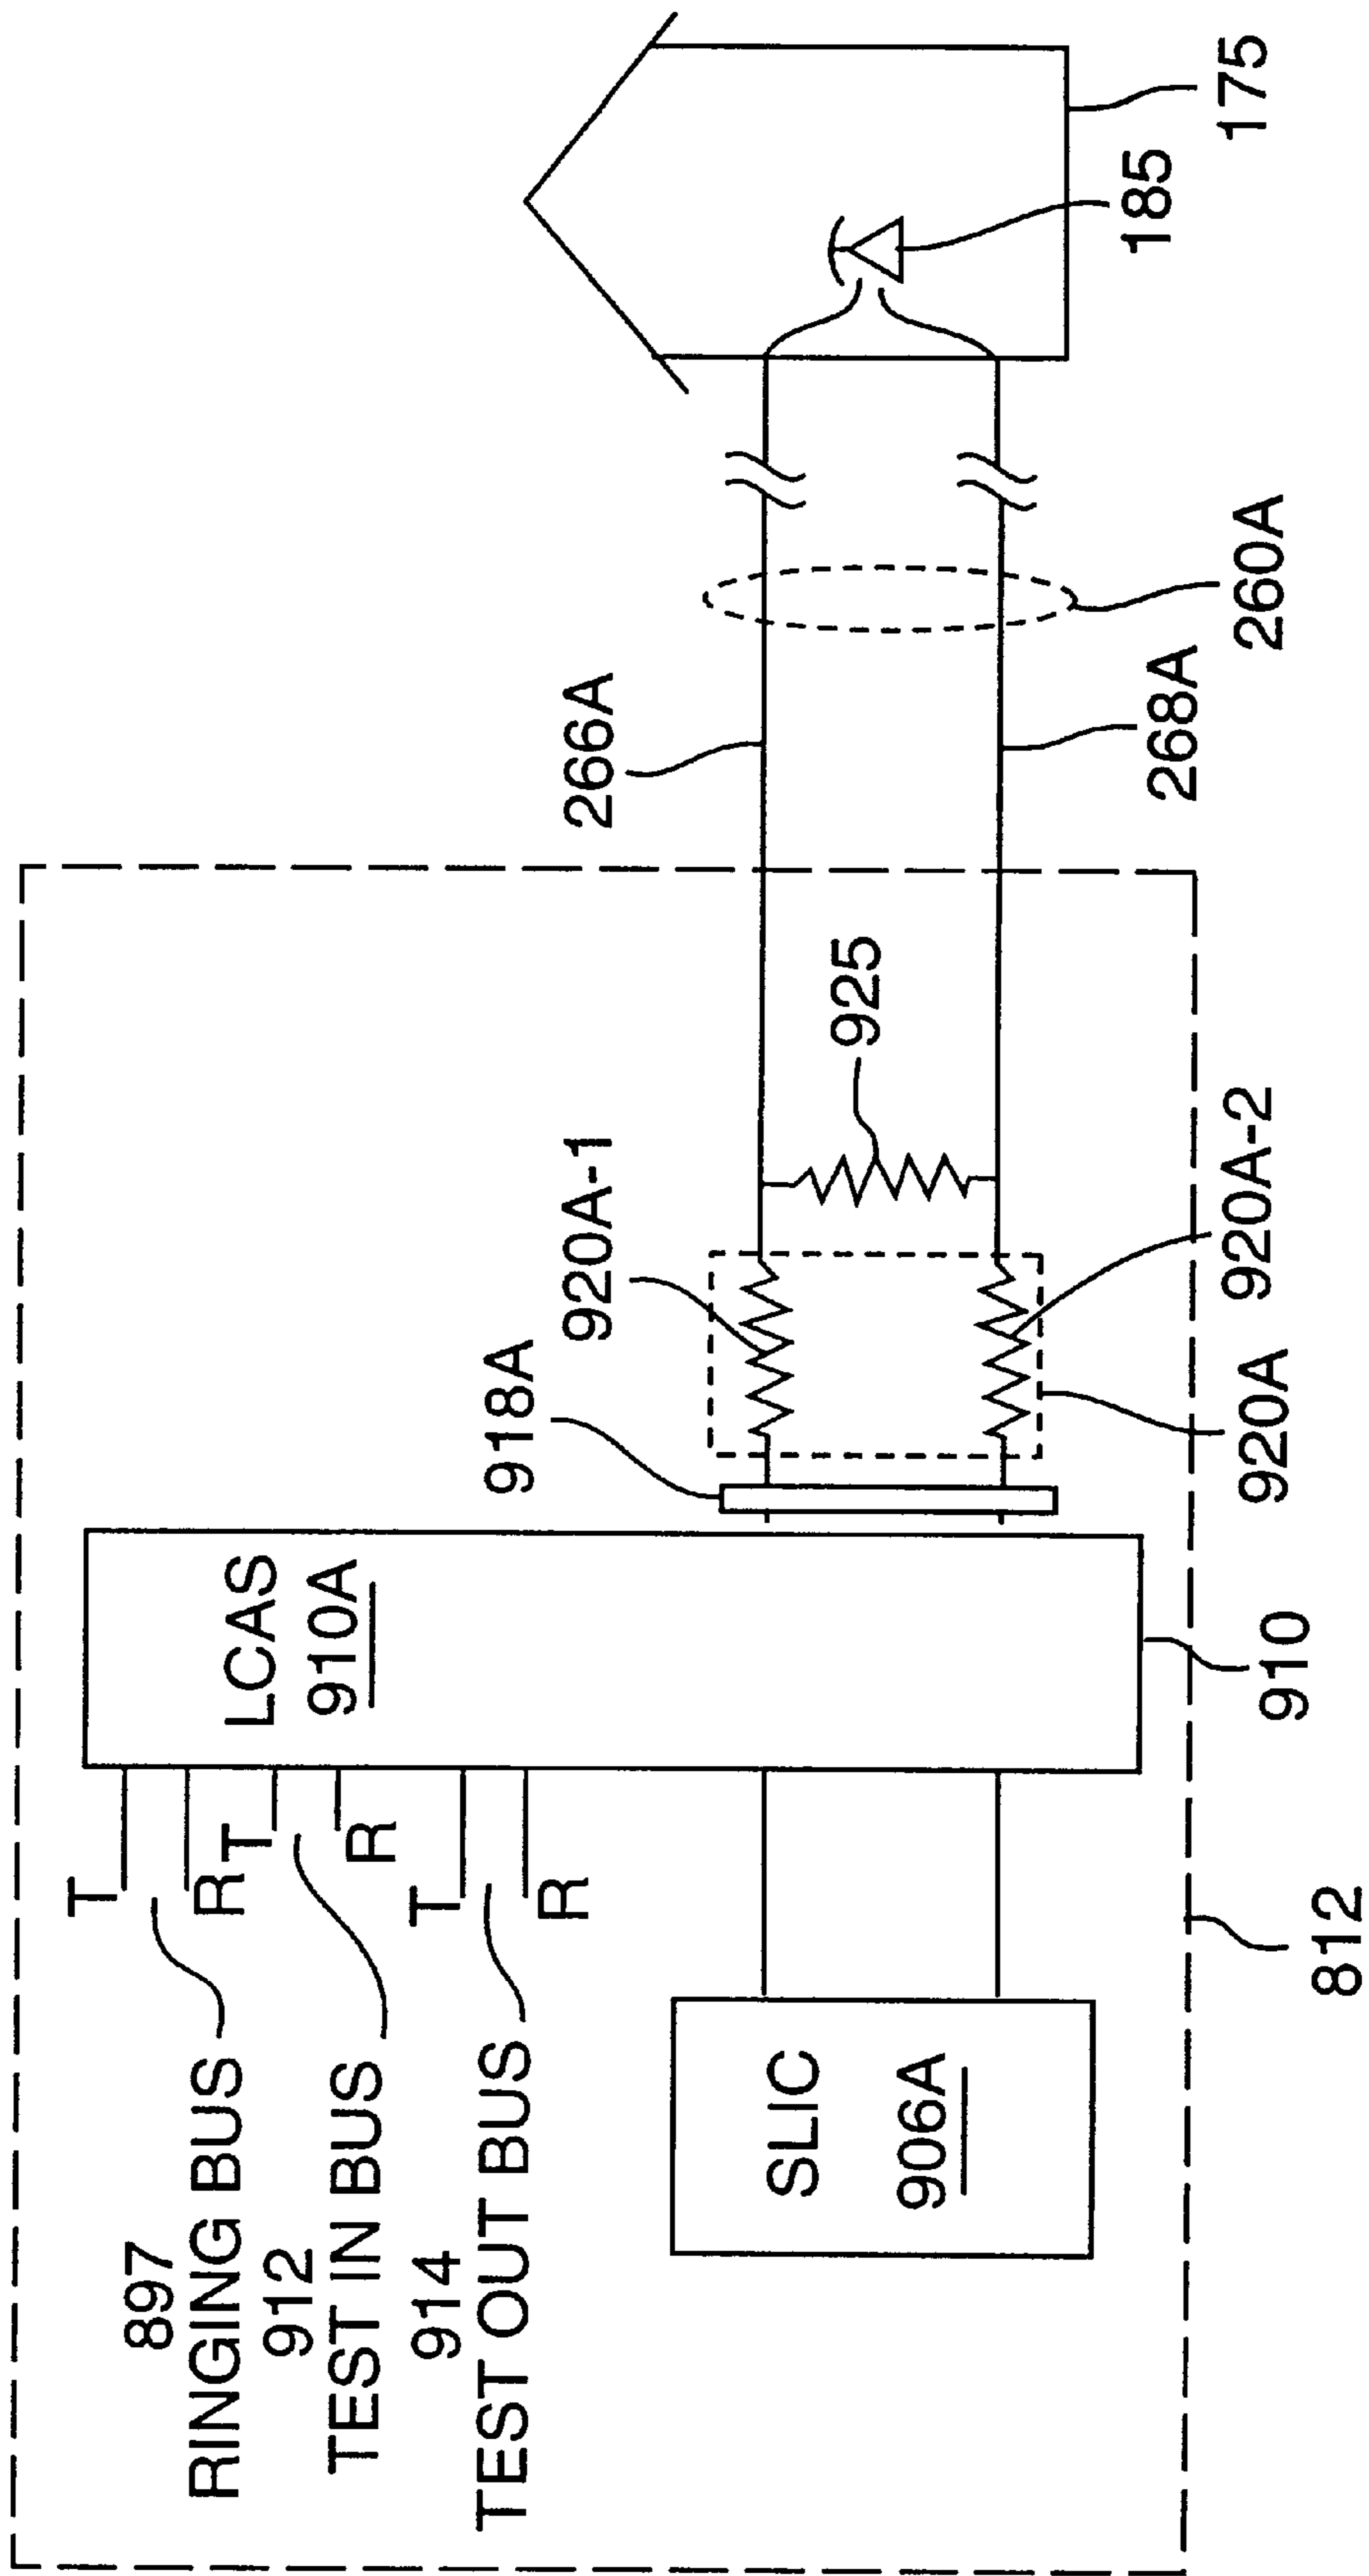 897
RINGING BUS
912
TEST IN BUS
914
TEST OUT BUS
T
R
T
R
T
R
LCAS
910A
SLIC
906A
918A
920A-1
925
266A
268A
260A
920A-2
920A
910
812
185
175